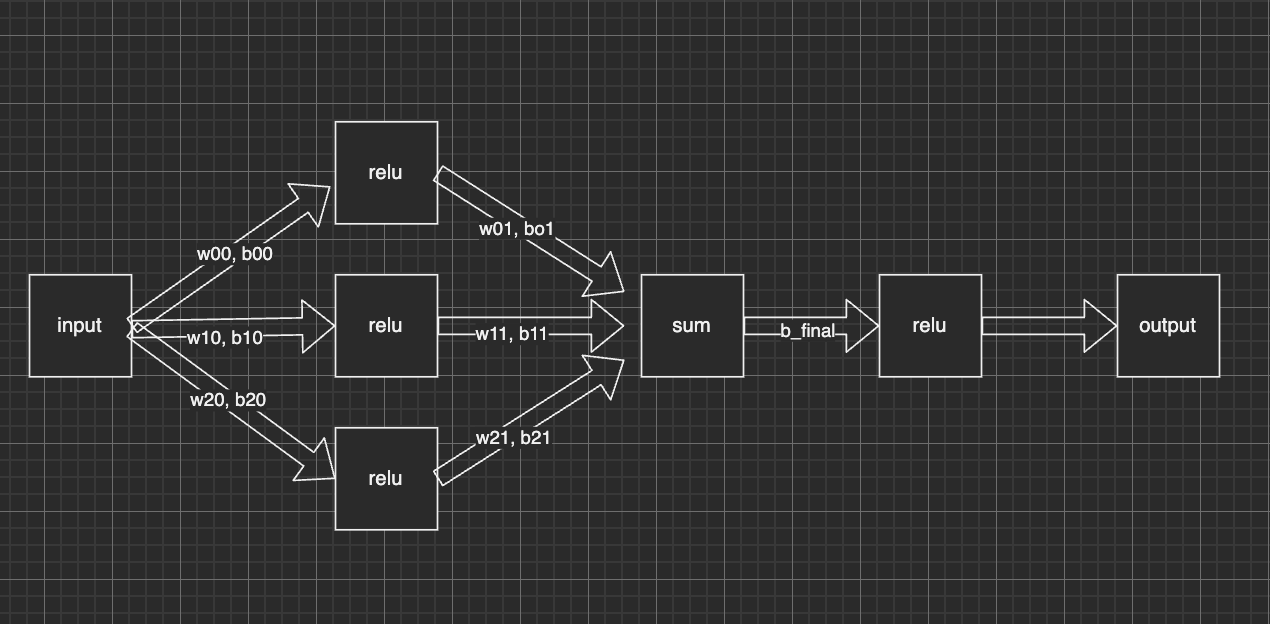 relu
w00, b00
w01, bo1
input
w10, b10
relu
w11, b11
sum
b_final
relu
output
w20, b20
relu
w21, b21